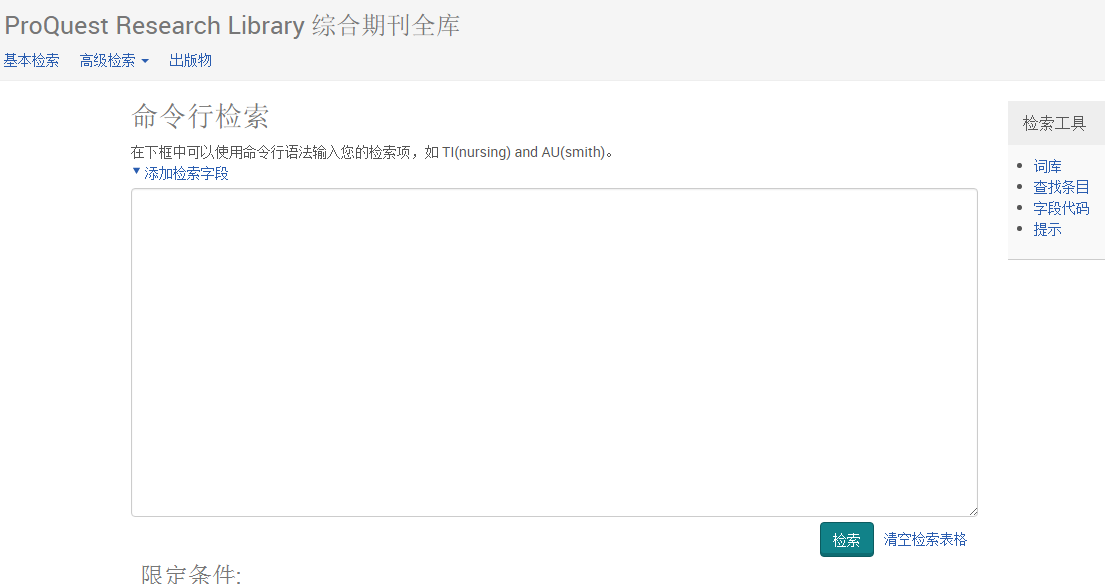 ProQuest Research Library 综合期刊全库
基本检索 高级检索 出版物
命令行检索
在下框中可以使用命令行语法输入您的检索项，如 TI(nursing) and AU(smith)。
添加检索字段
检索 清空检索表格
限定条件:
检索工具
词库
查找条目
字段代码
提示